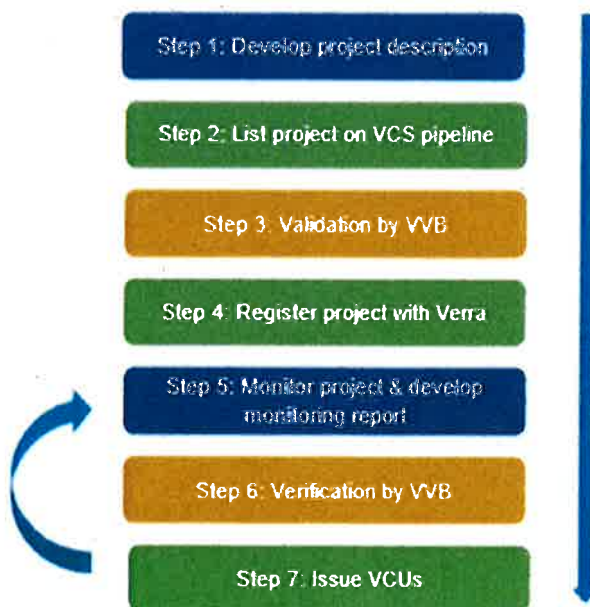 Step 1: Develop project description
Step 2: List project on VCS pipeline
Step 3: Validation by VVB
Step 4: Register project with Verra
Step 5: Monitor project & develop
monitoring report
Step 6: Verification by VVB
Step 7: Issue VCUs